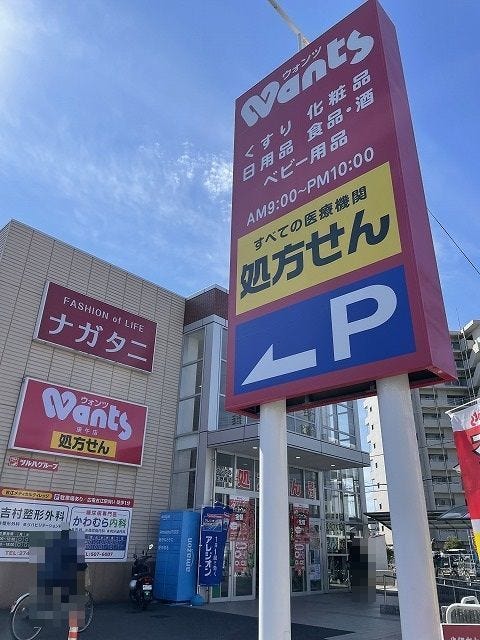 ウォンツ
Wants
くすり 化粧品
日用品 食品・酒
ベビー用品
AM9:00~PM10:00
すべての医療機関
処方せん
P
FASHION of LIFE
ナガタニ
ウォンツ
Wants
庚午店
処方せん
ツルハグループ
吉村整形外科
かわむら内科
amazon
アレジオン